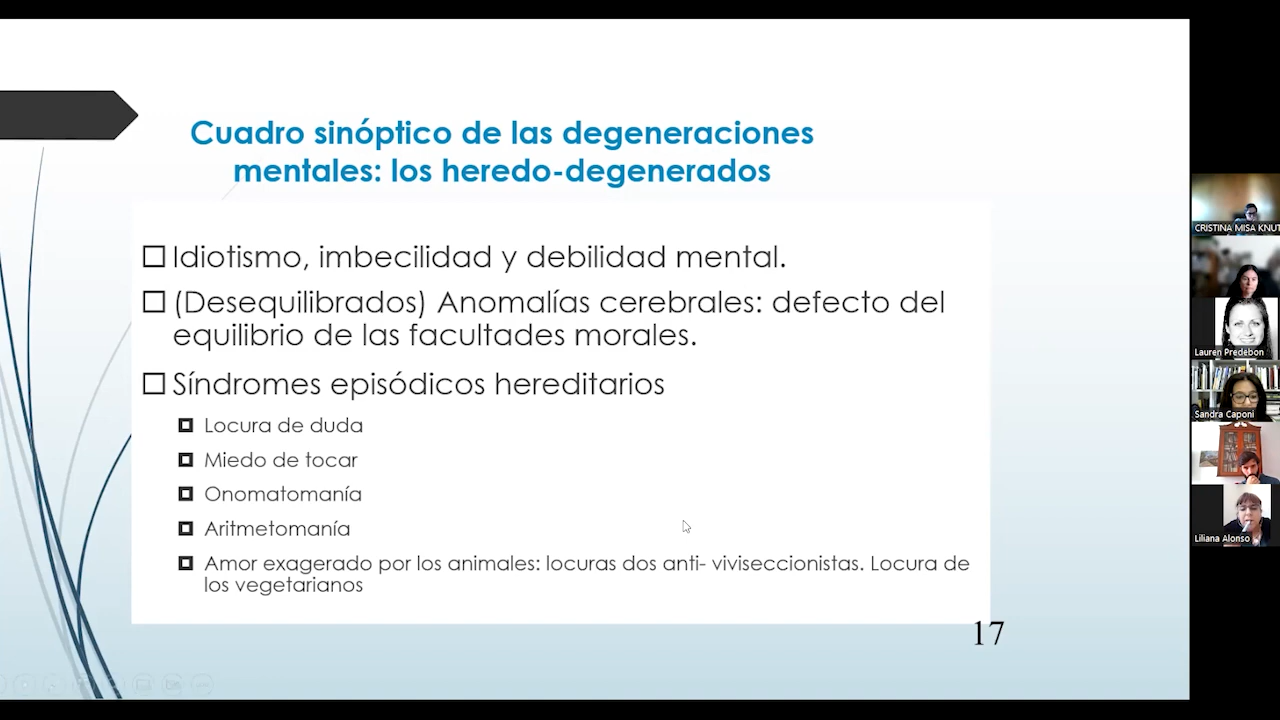 Cuadro sinóptico de las degeneraciones
mentales: los heredo-degenerados
Idiotismo, imbecilidad y debilidad mental.
(Desequilibrados) Anomalías cerebrales: defecto del
equilibrio de las facultades morales.
Síndromes episódicos hereditarios
Locura de duda
Miedo de tocar
Onomatomanía
Aritmetomanía
Amor exagerado por los animales: locuras dos anti- viviseccionistas. Locura de
los vegetarianos
17
CRISTINA MISA KNUT
Lauren Predebon
Sandra Caponi
Liliana Alonso